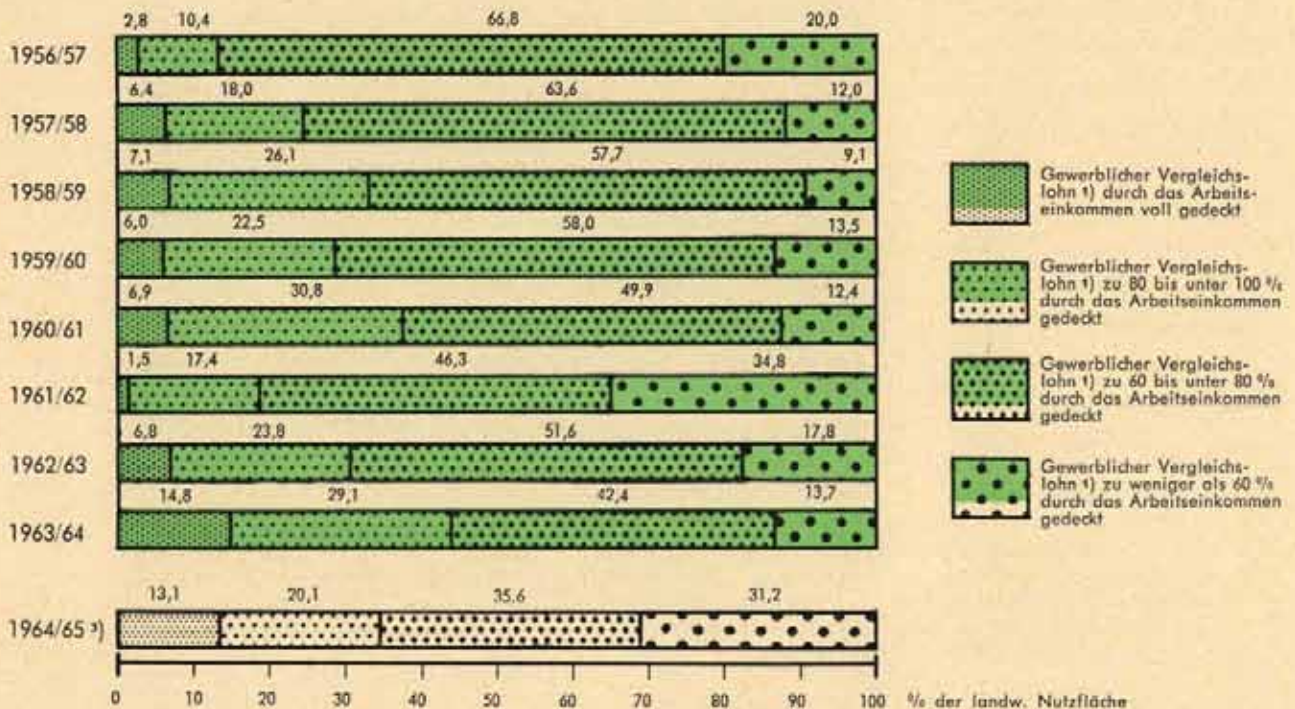 2,8 10,4 66,8 20,0
1956/57
6,4 18,0 63,6 12,0
1957/58
7,1 26,1 57,7 9,1
1958/59
6,0 22,5 58,0 13,5
1959/60
6,9 30,8 49,9 12,4
1960/61
1,5 17,4 46,3 34,8
1961/62
6,8 23,8 51,6 17,8
1962/63
14,8 29,1 42,4 13,7
1963/64
13,1 20,1 35.6 31,2
1964/65 ³)
0 10 20 30 40 50 60 70 80 90 100 % der landw. Nutzfläche
Gewerblicher Vergleichs-
lohn ¹) durch das Arbeits-
einkommen voll gedeckt
Gewerblicher Vergleichs-
lohn ¹) zu 80 bis unter 100 %
durch das Arbeitseinkommen
gedeckt
Gewerblicher Vergleichs-
lohn ¹) zu 60 bis unter 80 %
durch das Arbeitseinkommen
gedeckt
Gewerblicher Vergleichs-
lohn ¹) zu weniger als 60 %
durch das Arbeitseinkommen
gedeckt